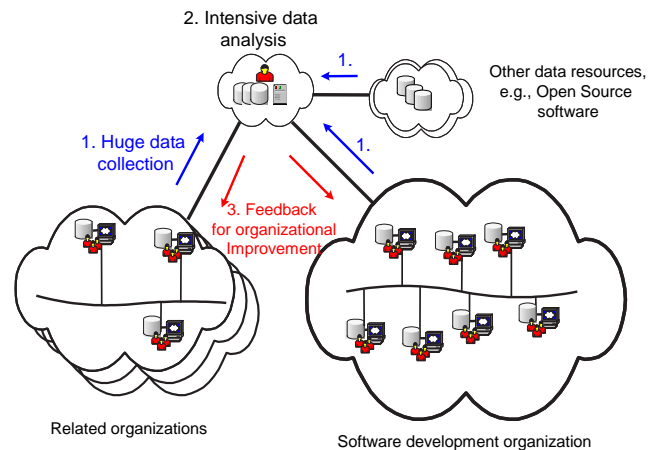 2. Intensive data
analysis
1.
Other data resources,
e.g., Open Source
software
1. Huge data
collection
1.
3. Feedback
for organizational
Improvement
Related organizations
Software development organization